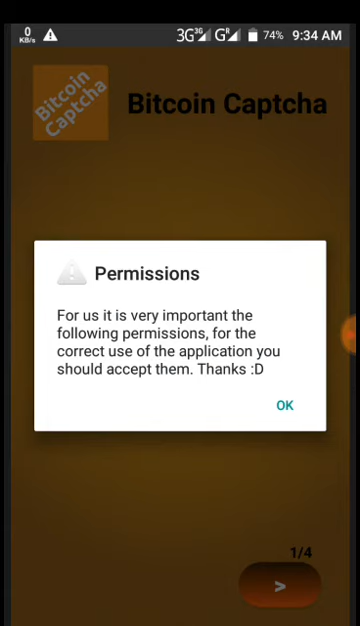 0 KB/s 3G 3G G R 74% 9:34 AM
Bitcoin Captcha
Bitcoin Captcha
Permissions
For us it is very important the
following permissions, for the
correct use of the application you
should accept them. Thanks :D
OK
1/4
>